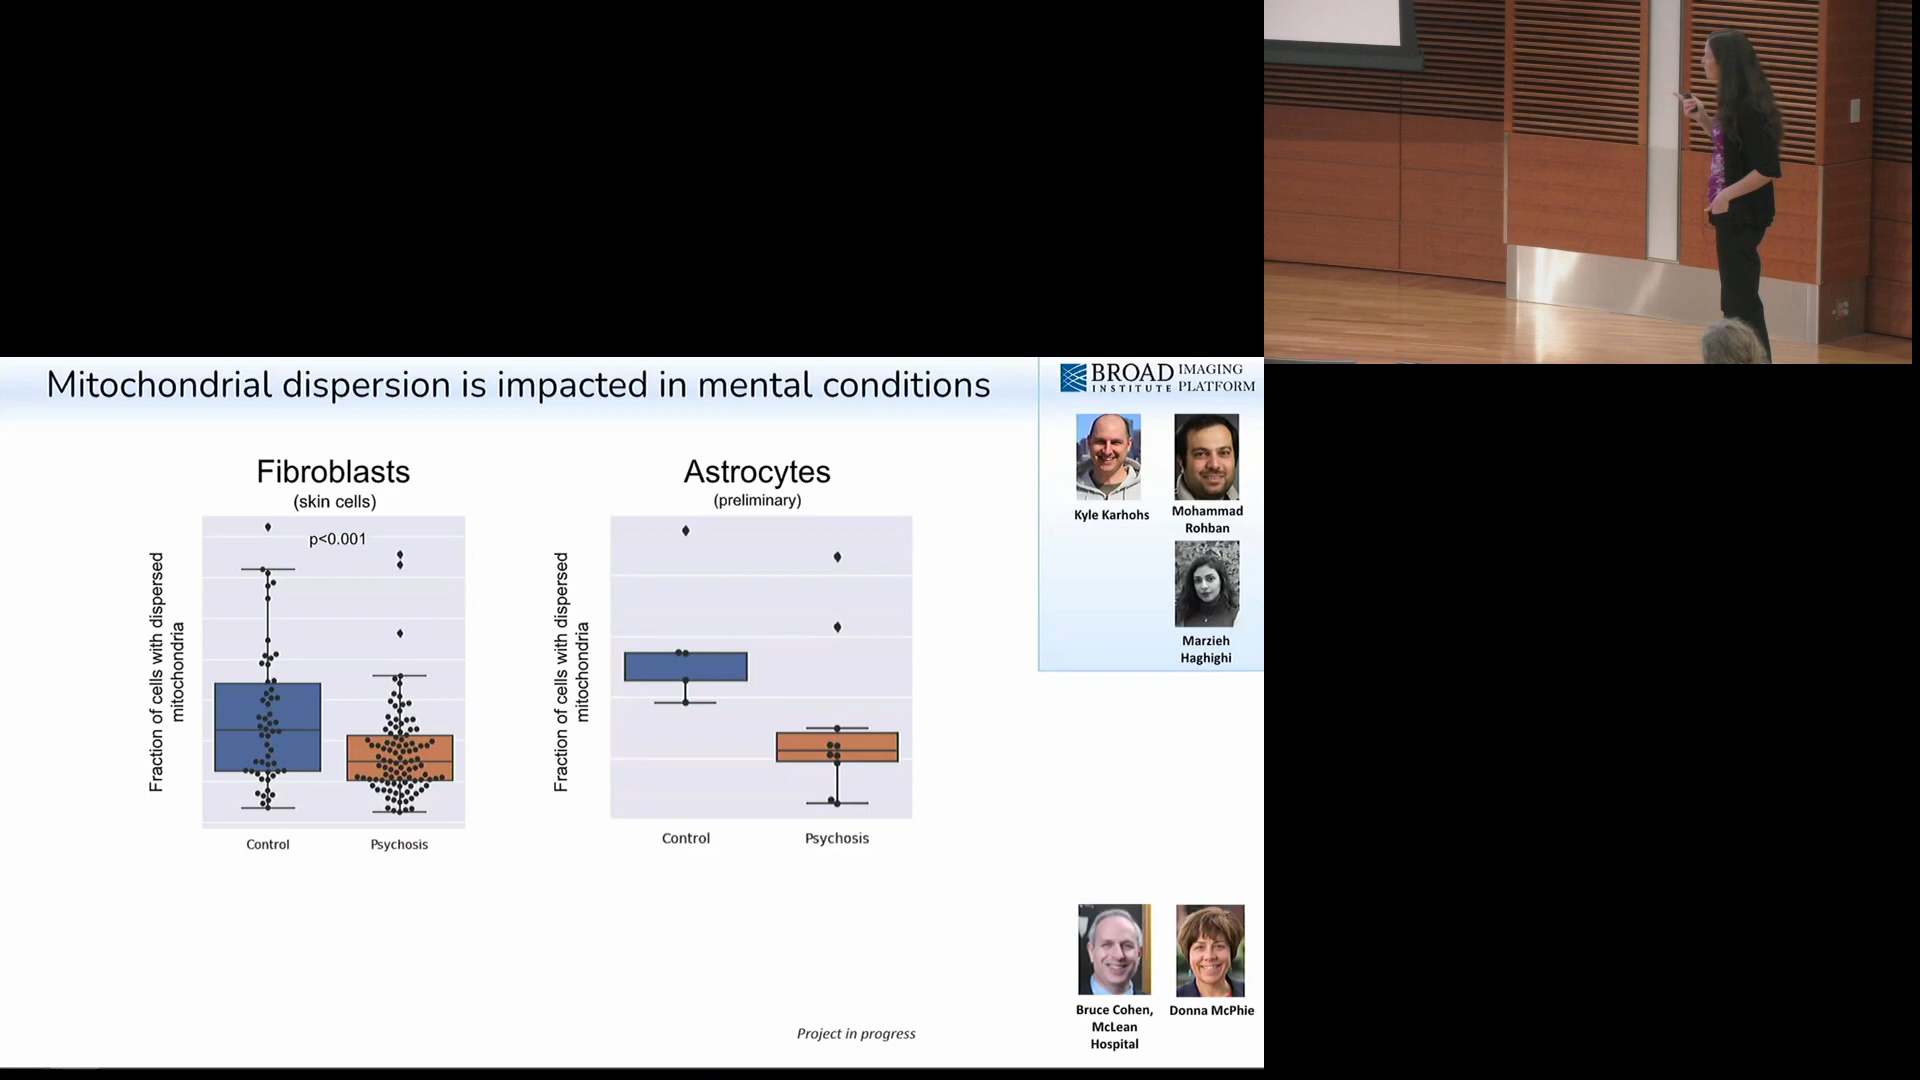 Mitochondrial dispersion is impacted in mental conditions
BROAD
INSTITUTE
IMAGING
PLATFORM
Kyle Karhohs
Mohammad
Rohban
Marzieh
Haghighi
Fibroblasts
(skin cells)
p<0.001
Fraction of cells with dispersed
mitochondria
Control
Psychosis
Astrocytes
(preliminary)
Fraction of cells with dispersed
mitochondria
Control
Psychosis
Bruce Cohen,
McLean
Hospital
Donna McPhie
Project in progress